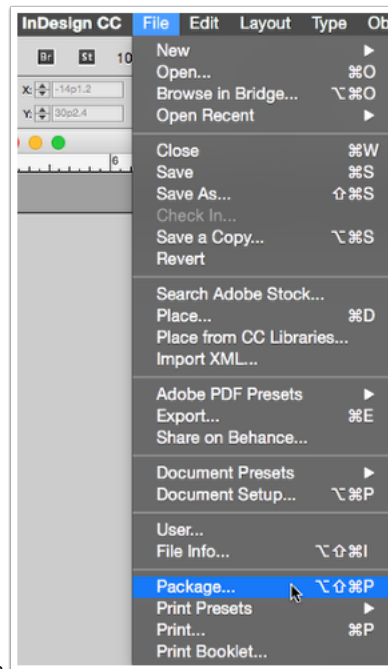 InDesign CC File Edit Layout Type Ob
Br St 10
X: -14p1.2
Y: 30p2.4
6
New ▶
Open... ⌘O
Browse in Bridge... ⌥⌘O
Open Recent ▶
Close ⌘W
Save ⌘S
Save As... ⇧⌘S
Check In...
Save a Copy... ⌥⌘S
Revert
Search Adobe Stock...
Place... ⌘D
Place from CC Libraries...
Import XML...
Adobe PDF Presets ▶
Export... ⌘E
Share on Behance...
Document Presets ▶
Document Setup... ⌥⌘P
User...
File Info... ⌥⇧⌘I
Package... ⌥⇧⌘P
Print Presets ▶
Print... ⌘P
Print Booklet...